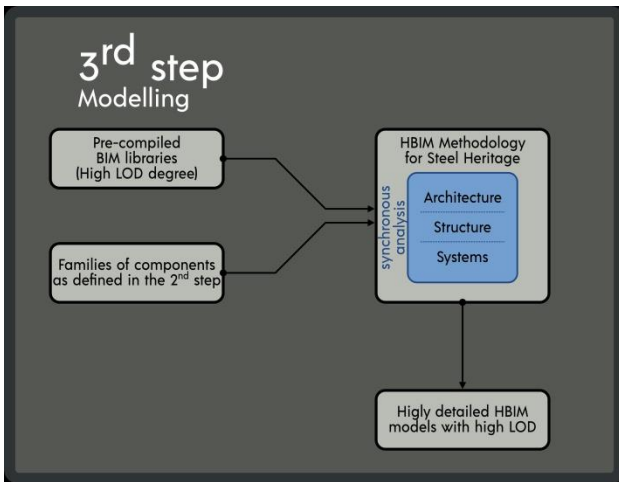 3rd step
Modelling
Pre-compiled
BIM libraries
(High LOD degree)
Families of components
as defined in the 2nd step
HBIM Methodology
for Steel Heritage
synchronous
analysis
Architecture
Structure
Systems
Higly detailed HBIM
models with high LOD